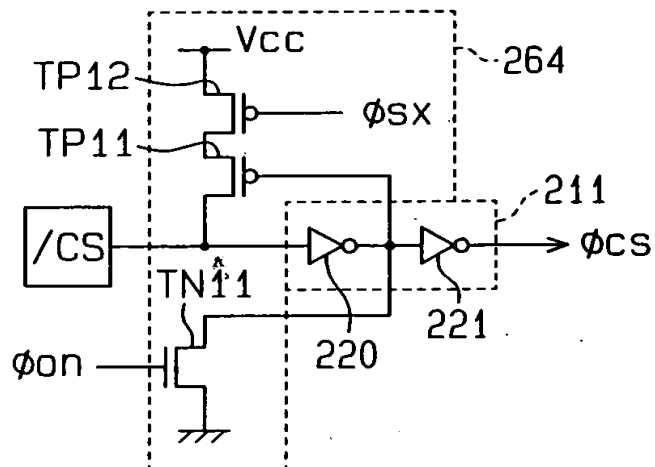 Vcc
264
TP12
φsx
TP11
211
/CS
φcs
TN11
220
221
φon